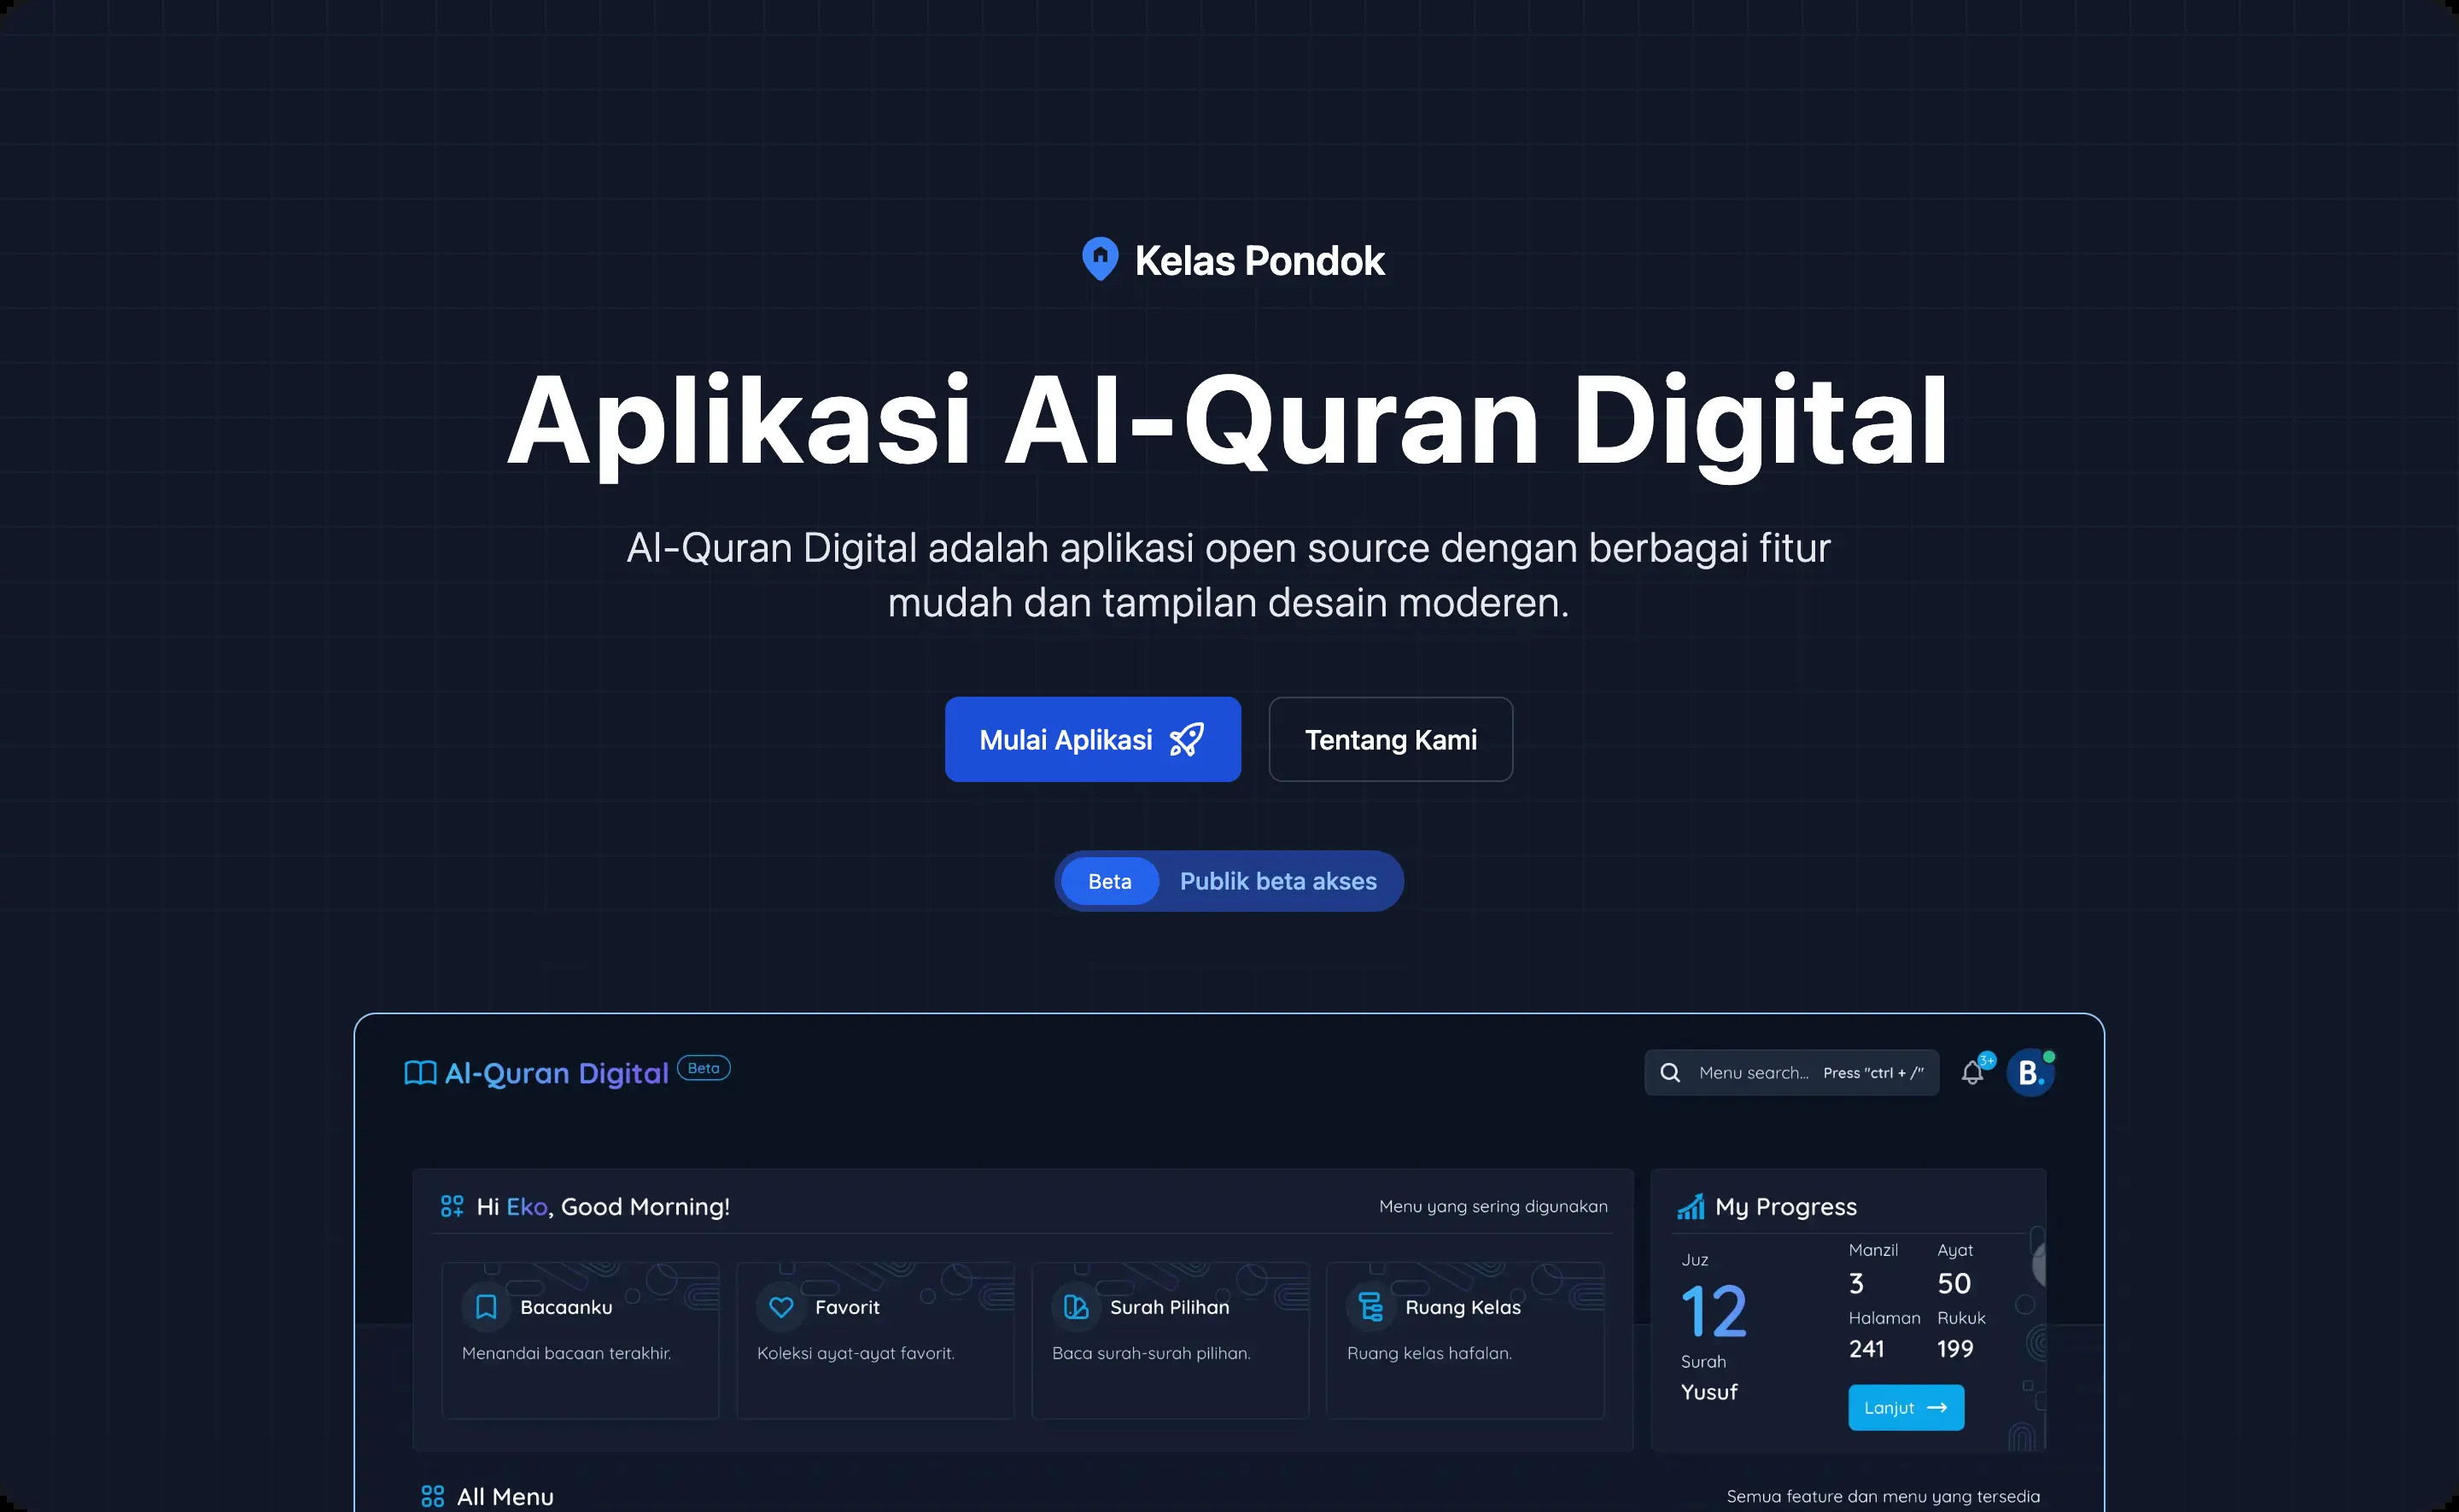 Kelas Pondok
Aplikasi Al-Quran Digital
Al-Quran Digital adalah aplikasi open source dengan berbagai fitur
mudah dan tampilan desain moderen.
Mulai Aplikasi
Tentang Kami
Beta
Publik beta akses
Al-Quran Digital
Beta
Menu search...
Press "ctrl + /"
3+
B.
Hi Eko, Good Morning!
Menu yang sering digunakan
Bacaanku
Menandai bacaan terakhir.
Favorit
Koleksi ayat-ayat favorit.
Surah Pilihan
Baca surah-surah pilihan.
Ruang Kelas
Ruang kelas hafalan.
My Progress
Juz
12
Surah
Yusuf
Manzil
3
Ayat
50
Halaman
241
Rukuk
199
Lanjut
All Menu
Semua feature dan menu yang tersedia